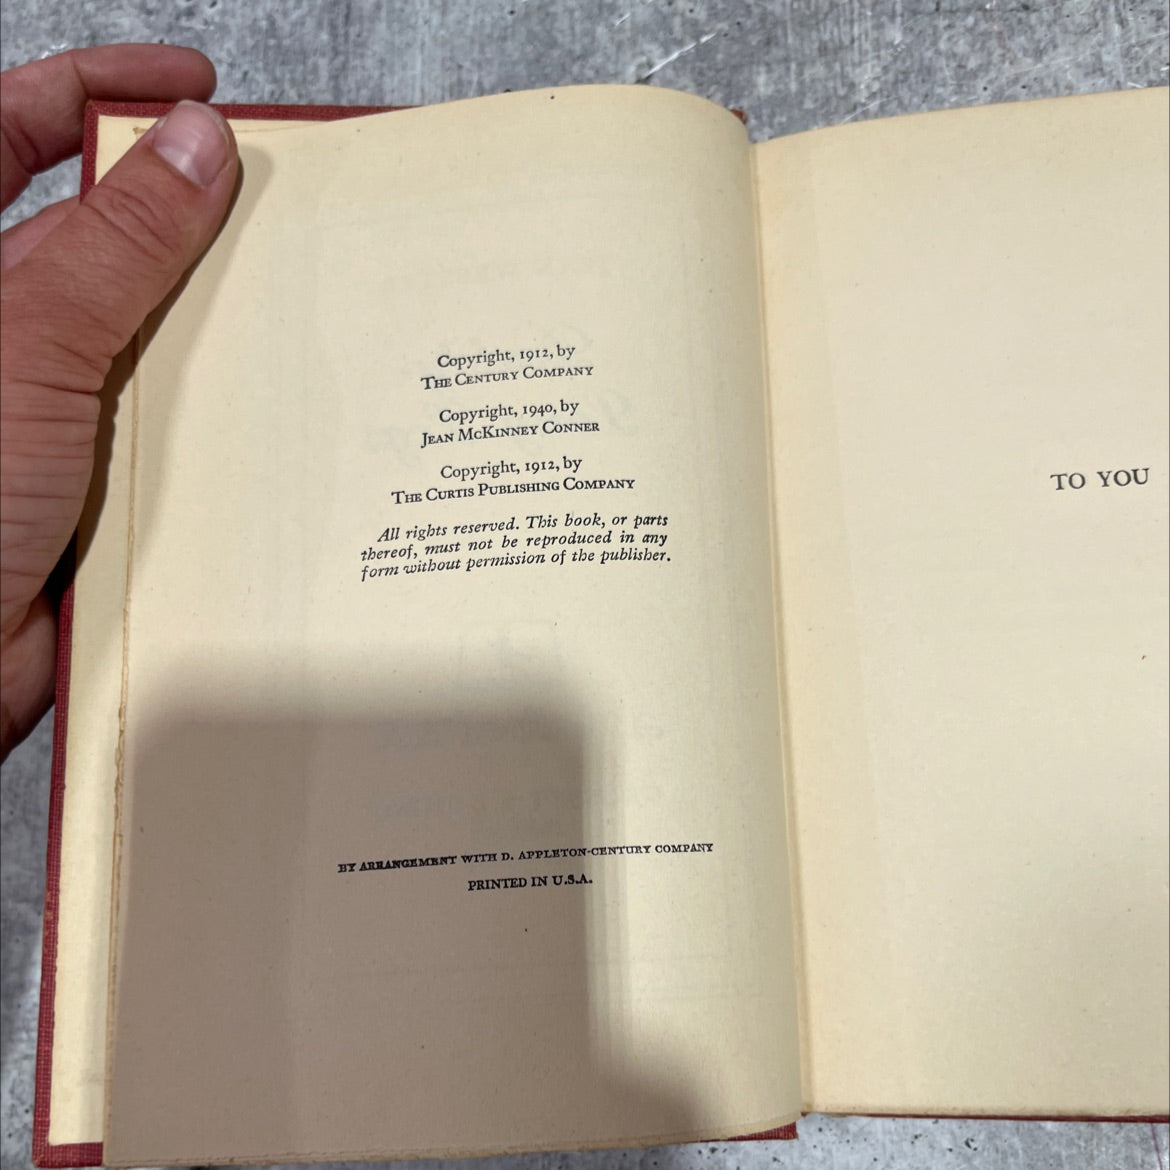 Copyright, 1912, by
The Century Company
Copyright, 1940, by
Jean McKinney Conner
Copyright, 1912, by
The Curtis Publishing Company
All rights reserved. This book, or parts
thereof, must not be reproduced in any
form without permission of the publisher.
BY ARRANGEMENT WITH D. APPLETON-CENTURY COMPANY
PRINTED IN U.S.A.
TO YOU